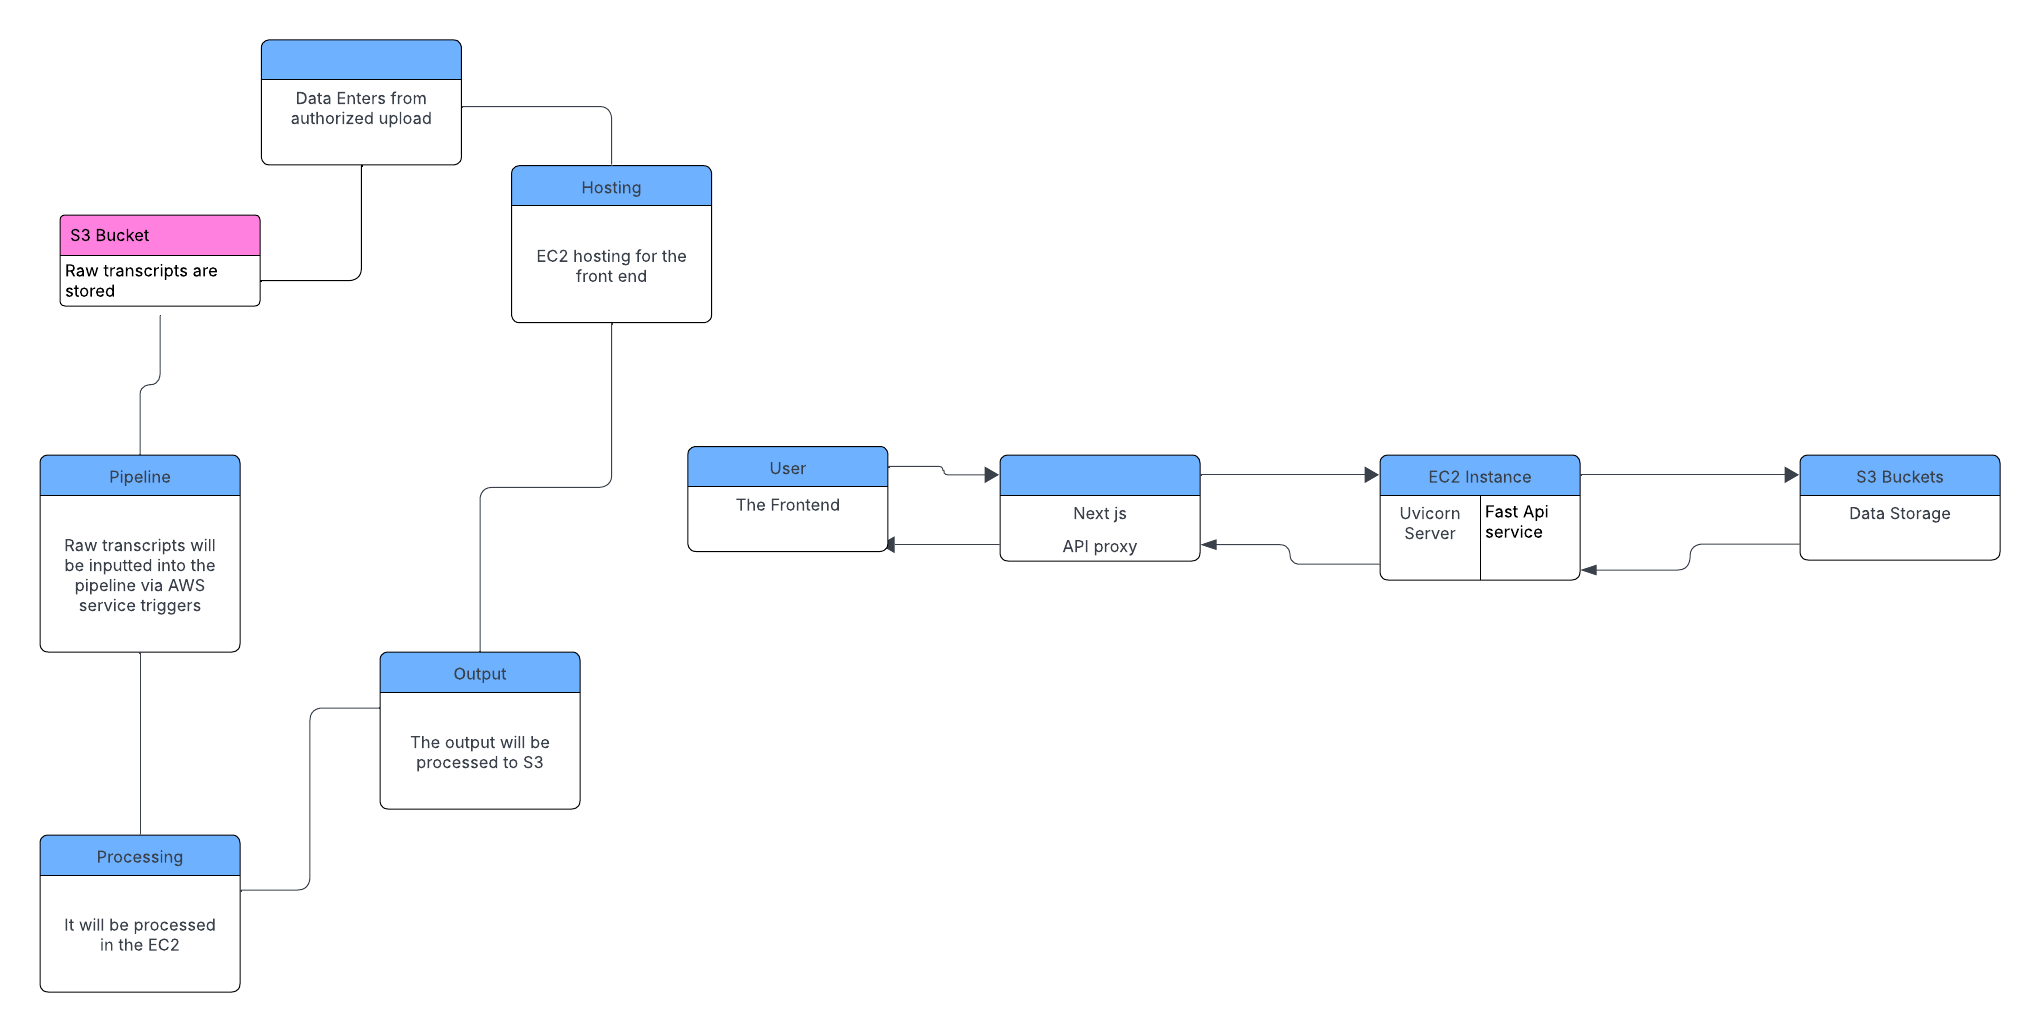 Data Enters from
authorized upload
Hosting
EC2 hosting for the
front end
S3 Bucket
Raw transcripts are
stored
Pipeline
Raw transcripts will
be inputted into the
pipeline via AWS
service triggers
Processing
It will be processed
in the EC2
Output
The output will be
processed to S3
User
The Frontend
Next js
API proxy
EC2 Instance
Uvicorn
Server
Fast Api
service
S3 Buckets
Data Storage